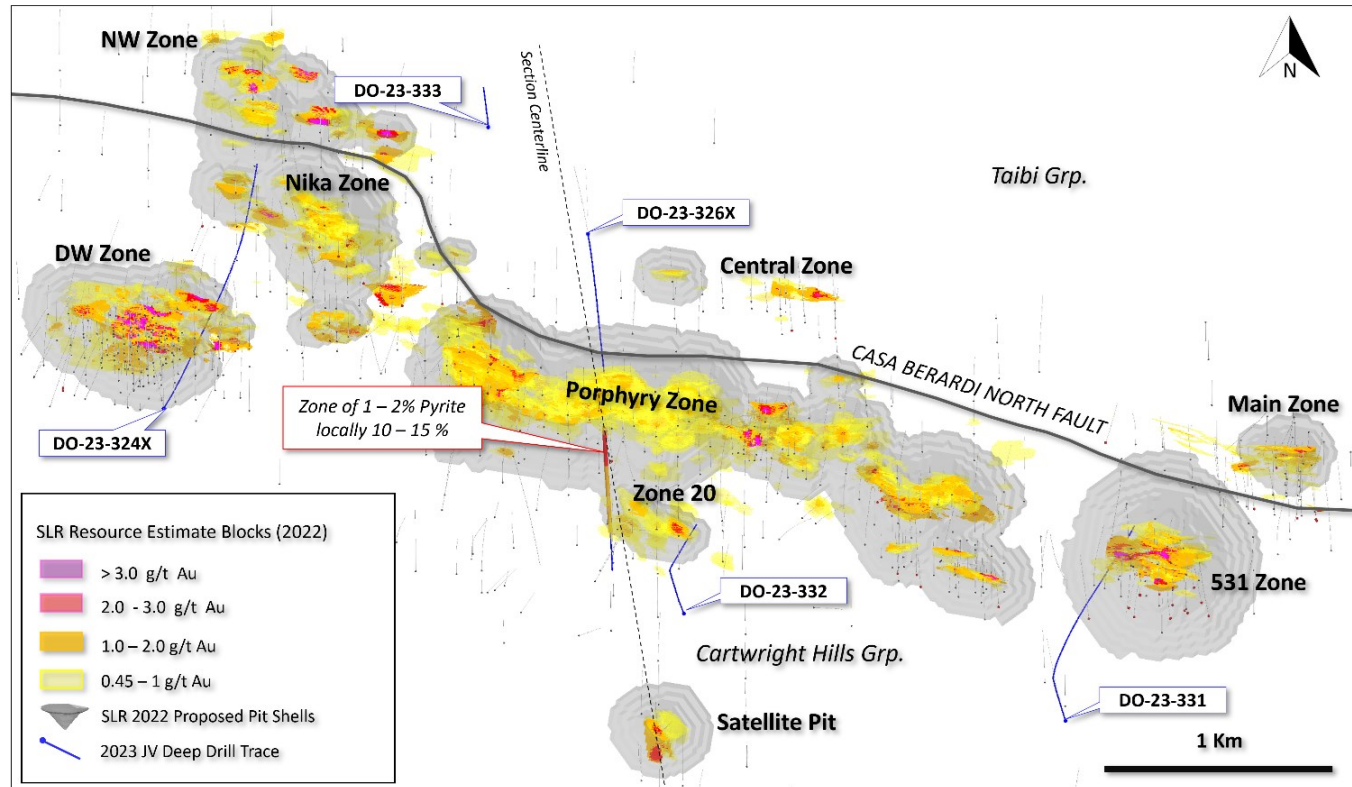 NW Zone
DO-23-333
Section Centerline
N
Nika Zone
Taibi Grp.
DO-23-326X
DW Zone
Central Zone
CASA BERARDI NORTH FAULT
Porphyry Zone
Main Zone
Zone of 1 – 2% Pyrite
locally 10 – 15 %
DO-23-324X
Zone 20
531 Zone
DO-23-332
Cartwright Hills Grp.
DO-23-331
Satellite Pit
1 Km
SLR Resource Estimate Blocks (2022)
> 3.0 g/t Au
2.0 - 3.0 g/t Au
1.0 – 2.0 g/t Au
0.45 – 1 g/t Au
SLR 2022 Proposed Pit Shells
2023 JV Deep Drill Trace